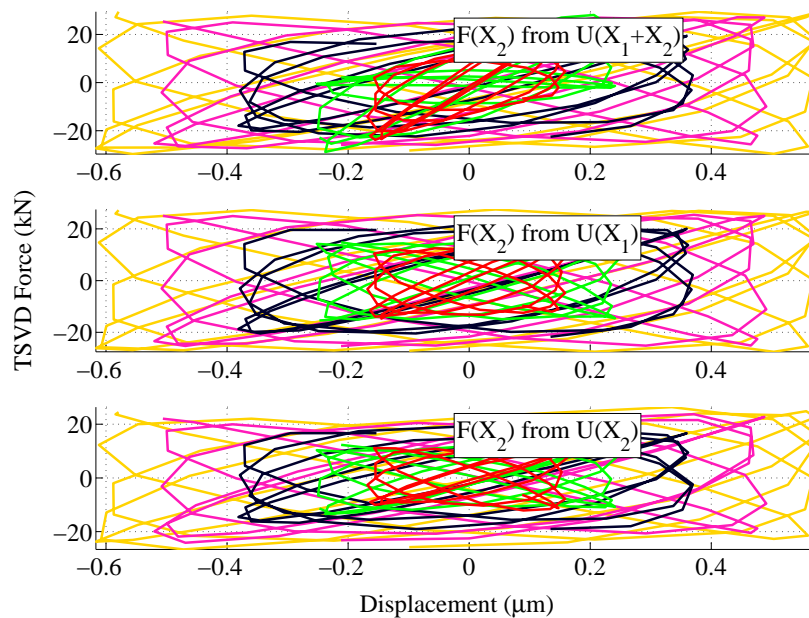 20
0
−20
F(X₂) from U(X₁+X₂)
−0.6 −0.4 −0.2 0 0.2 0.4
TSVD Force (kN)
20
0
−20
F(X₂) from U(X₁)
−0.6 −0.4 −0.2 0 0.2 0.4
20
0
−20
F(X₂) from U(X₂)
−0.6 −0.4 −0.2 0 0.2 0.4
Displacement (μm)